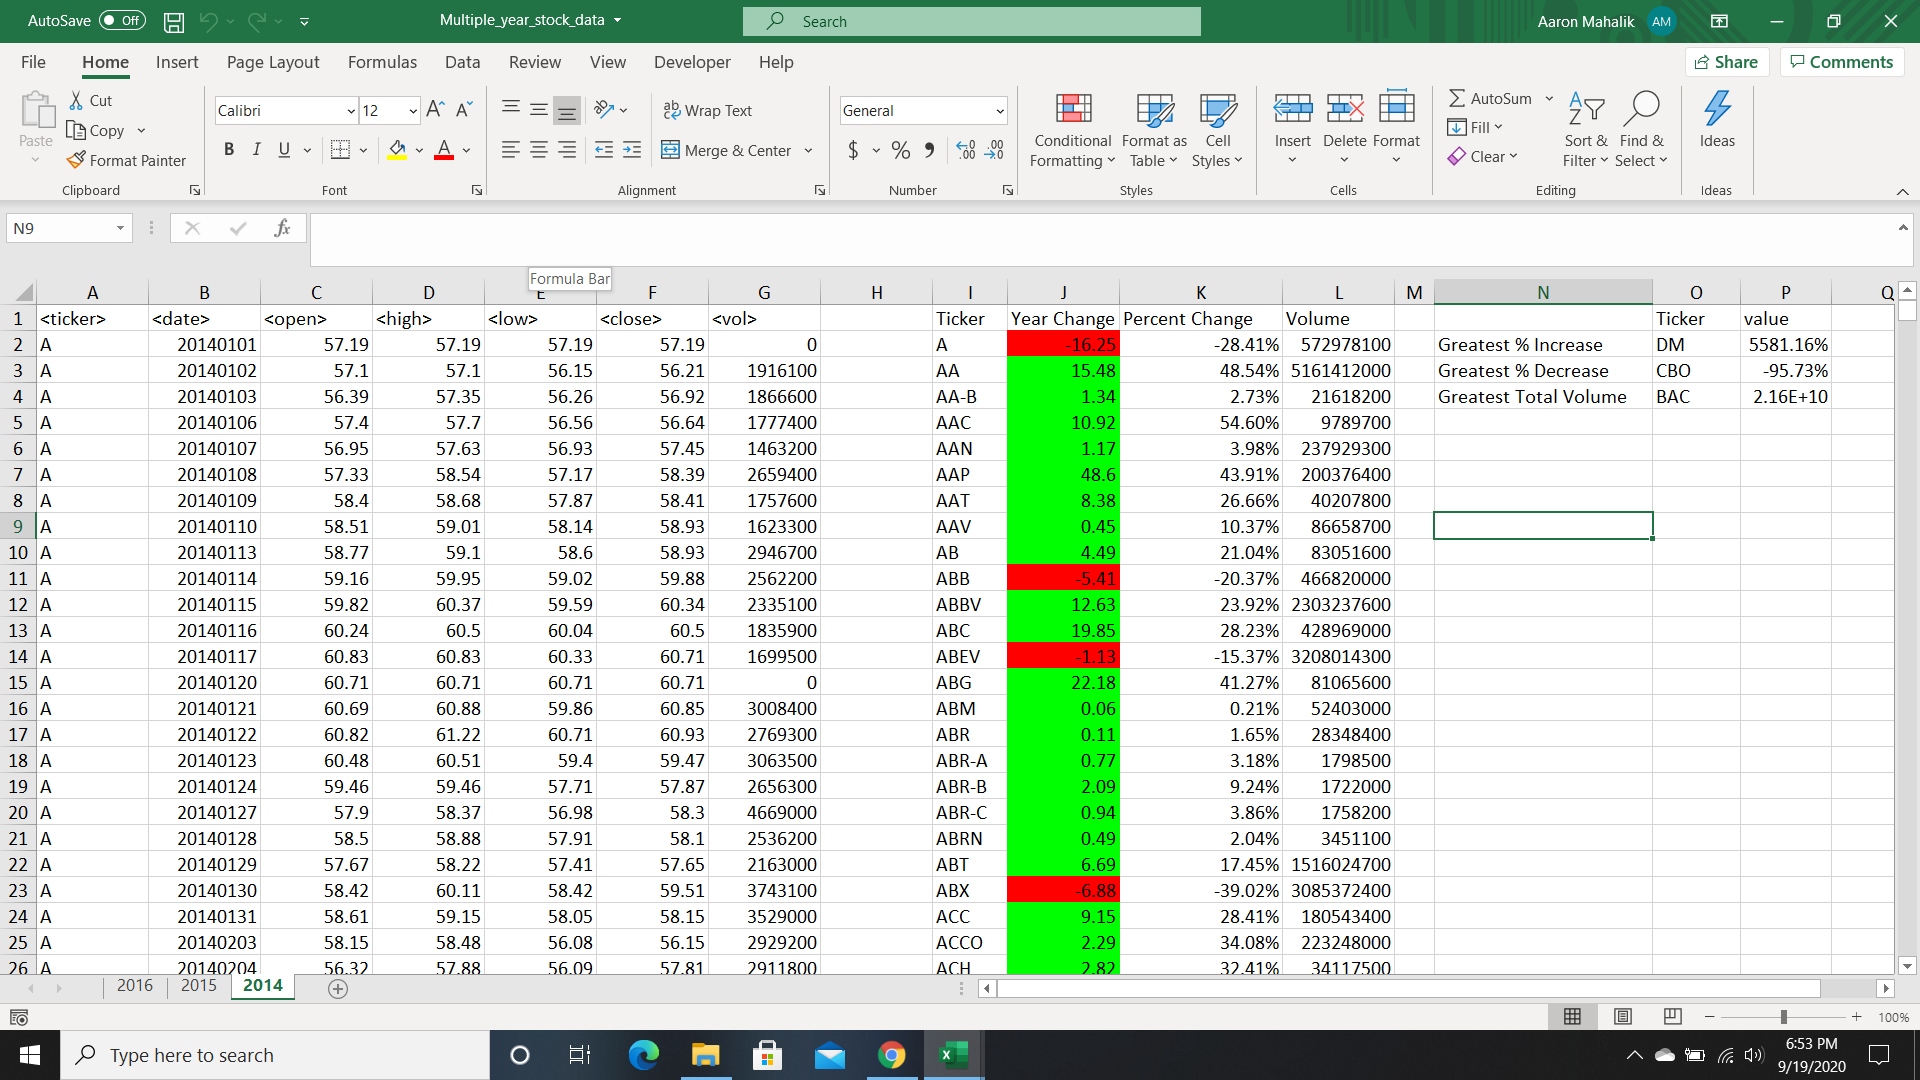 AutoSave Off Multiple_year_stock_data Search Aaron Mahalik AM
File Home Insert Page Layout Formulas Data Review View Developer Help Share Comments
Paste Cut Copy Format Painter Clipboard
Calibri 12 B I U A Font
ab Wrap Text Merge & Center Alignment
General $ % Number
Conditional Formatting Format as Table Cell Styles Styles
Insert Delete Format Cells
AutoSum Fill Clear Sort & Filter Find & Select Editing
Ideas Ideas
N9 fx
Formula Bar
A B C D E F G H I J K L M N O P Q
1 <ticker> <date> <open> <high> <low> <close> <vol> Ticker Year Change Percent Change Volume Ticker value
2 A 20140101 57.19 57.19 57.19 57.19 0 A -16.25 -28.41% 572978100 Greatest % Increase DM 5581.16%
3 A 20140102 57.1 57.1 56.15 56.21 1916100 AA 15.48 48.54% 5161412000 Greatest % Decrease CBO -95.73%
4 A 20140103 56.39 57.35 56.26 56.92 1866600 AA-B 1.34 2.73% 21618200 Greatest Total Volume BAC 2.16E+10
5 A 20140106 57.4 57.7 56.56 56.64 1777400 AAC 10.92 54.60% 9789700
6 A 20140107 56.95 57.63 56.93 57.45 1463200 AAN 1.17 3.98% 237929300
7 A 20140108 57.33 58.54 57.17 58.39 2659400 AAP 48.6 43.91% 200376400
8 A 20140109 58.4 58.68 57.87 58.41 1757600 AAT 8.38 26.66% 40207800
9 A 20140110 58.51 59.01 58.14 58.93 1623300 AAV 0.45 10.37% 86658700
10 A 20140113 58.77 59.1 58.6 58.93 2946700 AB 4.49 21.04% 83051600
11 A 20140114 59.16 59.95 59.02 59.88 2562200 ABB -5.41 -20.37% 466820000
12 A 20140115 59.82 60.37 59.59 60.34 2335100 ABBV 12.63 23.92% 2303237600
13 A 20140116 60.24 60.5 60.04 60.5 1835900 ABC 19.85 28.23% 428969000
14 A 20140117 60.83 60.83 60.33 60.71 1699500 ABEV -1.13 -15.37% 3208014300
15 A 20140120 60.71 60.71 60.71 60.71 0 ABG 22.18 41.27% 81065600
16 A 20140121 60.69 60.88 59.86 60.85 3008400 ABM 0.06 0.21% 52403000
17 A 20140122 60.82 61.22 60.71 60.93 2769300 ABR 0.11 1.65% 28348400
18 A 20140123 60.48 60.51 59.4 59.47 3063500 ABR-A 0.77 3.18% 1798500
19 A 20140124 59.46 59.46 57.71 57.87 2656300 ABR-B 2.09 9.24% 1722000
20 A 20140127 57.9 58.37 56.98 58.3 4669000 ABR-C 0.94 3.86% 1758200
21 A 20140128 58.5 58.88 57.91 58.1 2536200 ABRN 0.49 2.04% 3451100
22 A 20140129 57.67 58.22 57.41 57.65 2163000 ABT 6.69 17.45% 1516024700
23 A 20140130 58.42 60.11 58.42 59.51 3743100 ABX -6.88 -39.02% 3085372400
24 A 20140131 58.61 59.15 58.05 58.15 3529000 ACC 9.15 28.41% 180543400
25 A 20140203 58.15 58.48 56.08 56.15 2929200 ACCO 2.29 34.08% 223248000
26 A 20140204 56.32 57.88 56.09 57.81 2911800 ACH 2.82 32.41% 34117500
2016 2015 2014
100%
Type here to search
6:53 PM
9/19/2020